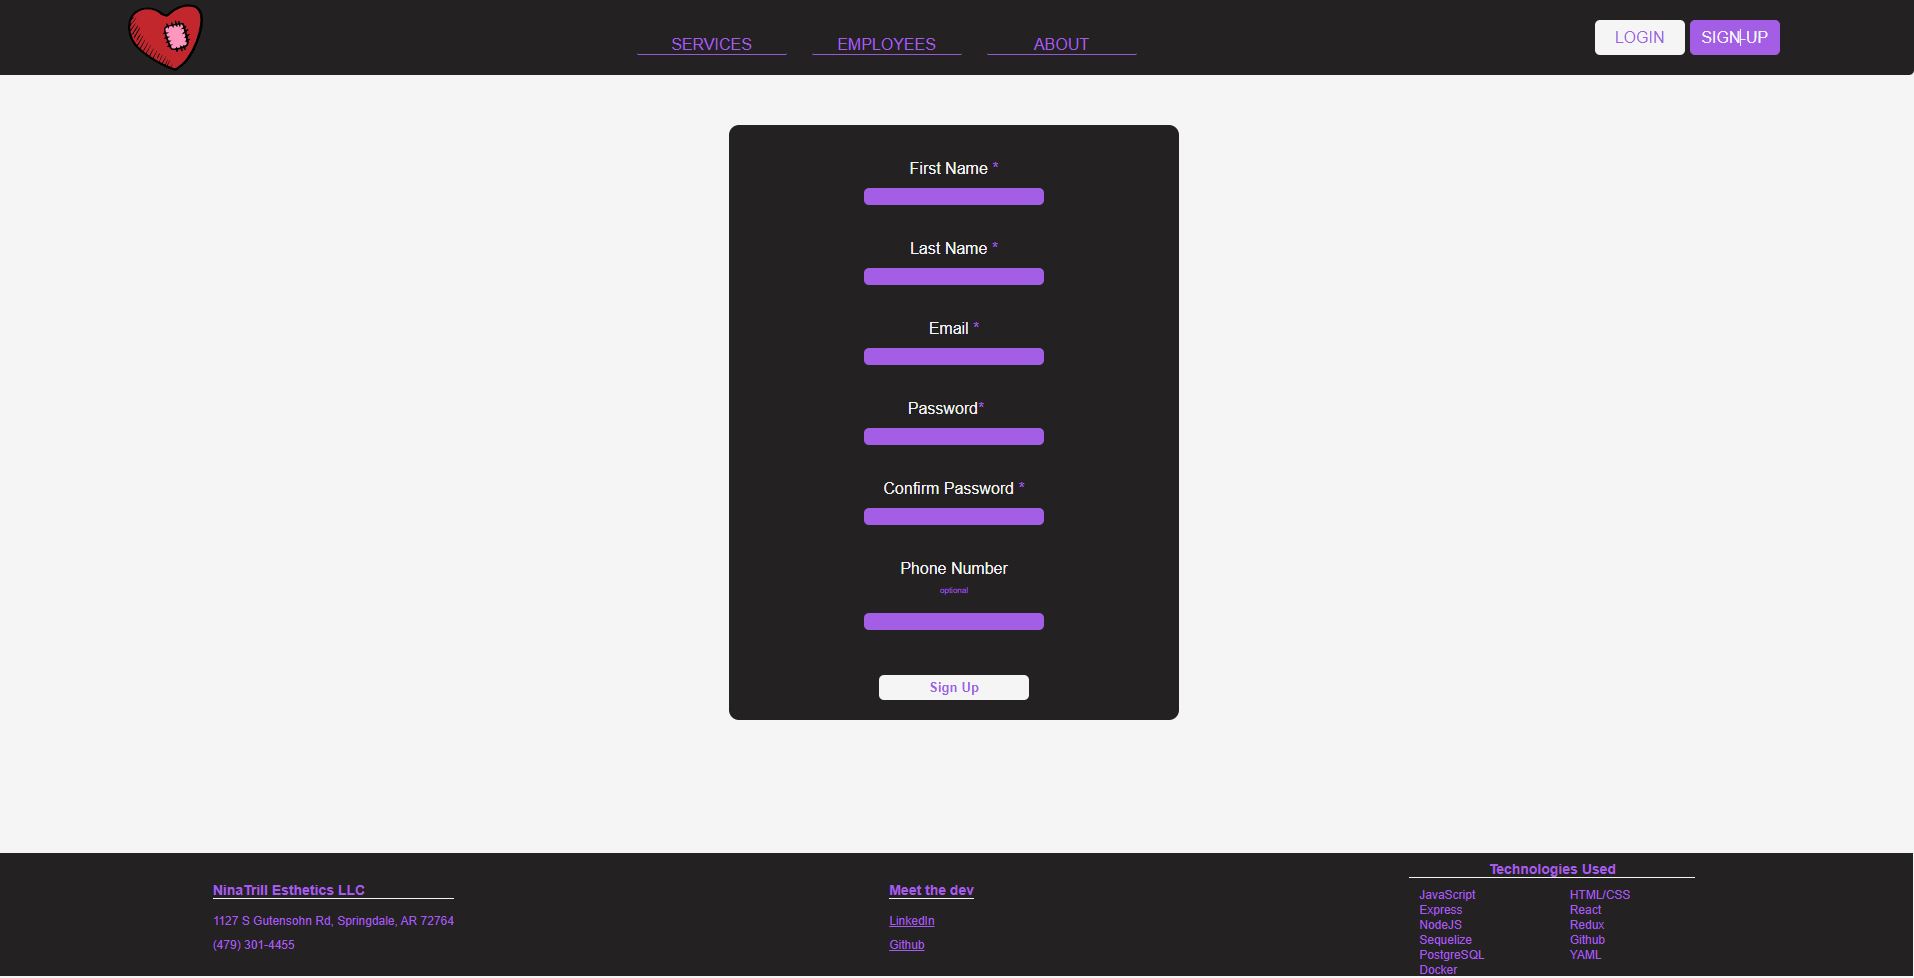 SERVICES
EMPLOYEES
ABOUT
LOGIN
SIGN-UP
First Name *
Last Name *
Email *
Password*
Confirm Password *
Phone Number
optional
Sign Up
NinaTrill Esthetics LLC
1127 S Gutensohn Rd, Springdale, AR 72764
(479) 301-4455
Meet the dev
LinkedIn
Github
Technologies Used
JavaScript
Express
NodeJS
Sequelize
PostgreSQL
Docker
HTML/CSS
React
Redux
Github
YAML